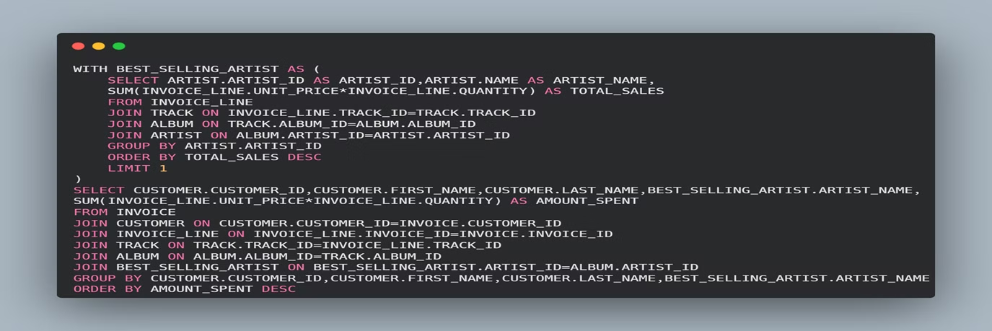 WITH BEST_SELLING_ARTIST AS (
SELECT ARTIST.ARTIST_ID AS ARTIST_ID,ARTIST.NAME AS ARTIST_NAME,
SUM(INVOICE_LINE.UNIT_PRICE*INVOICE_LINE.QUANTITY) AS TOTAL_SALES
FROM INVOICE_LINE
JOIN TRACK ON INVOICE_LINE.TRACK_ID=TRACK.TRACK_ID
JOIN ALBUM ON TRACK.ALBUM_ID=ALBUM.ALBUM_ID
JOIN ARTIST ON ALBUM.ARTIST_ID=ARTIST.ARTIST_ID
GROUP BY ARTIST.ARTIST_ID
ORDER BY TOTAL_SALES DESC
LIMIT 1
)
SELECT CUSTOMER.CUSTOMER_ID,CUSTOMER.FIRST_NAME,CUSTOMER.LAST_NAME,BEST_SELLING_ARTIST.ARTIST_NAME,
SUM(INVOICE_LINE.UNIT_PRICE*INVOICE_LINE.QUANTITY) AS AMOUNT_SPENT
FROM INVOICE
JOIN CUSTOMER ON CUSTOMER.CUSTOMER_ID=INVOICE.CUSTOMER_ID
JOIN INVOICE_LINE ON INVOICE_LINE.INVOICE_ID=INVOICE.INVOICE_ID
JOIN TRACK ON TRACK.TRACK_ID=INVOICE_LINE.TRACK_ID
JOIN ALBUM ON ALBUM.ALBUM_ID=TRACK.ALBUM_ID
JOIN BEST_SELLING_ARTIST ON BEST_SELLING_ARTIST.ARTIST_ID=ALBUM.ARTIST_ID
GROUP BY CUSTOMER.CUSTOMER_ID,CUSTOMER.FIRST_NAME,CUSTOMER.LAST_NAME,BEST_SELLING_ARTIST.ARTIST_NAME
ORDER BY AMOUNT_SPENT DESC